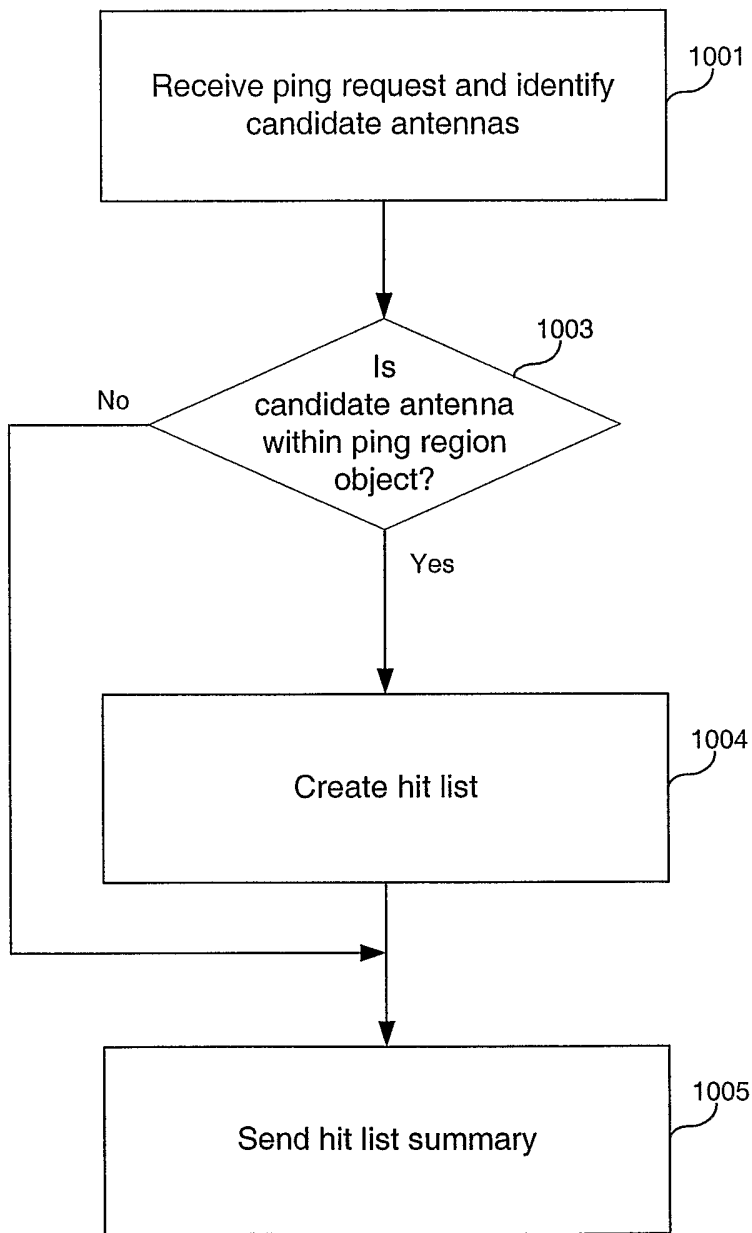 Receive ping request and identify
candidate antennas
1001
1003
Is
candidate antenna
within ping region
object?
No
Yes
1004
Create hit list
1005
Send hit list summary